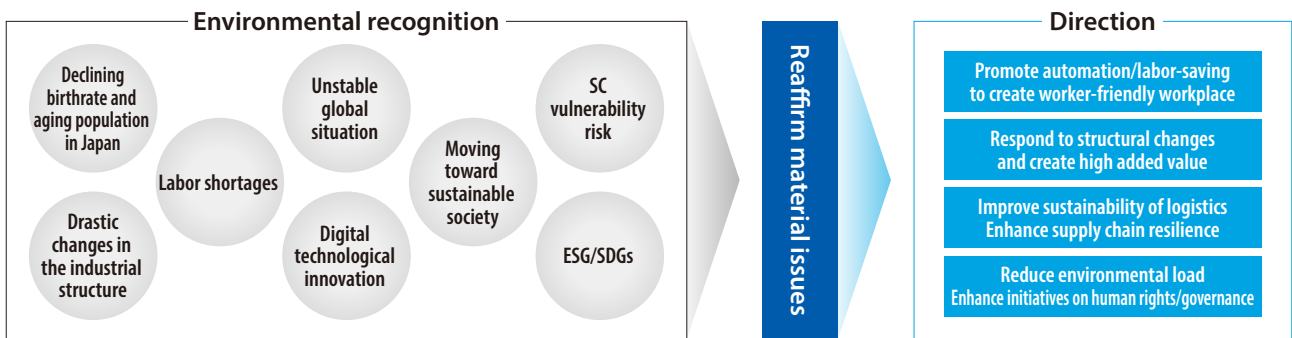 Environmental recognition
Declining
birthrate and
aging population
in Japan
Labor shortages
Drastic
changes in
the industrial
structure
Unstable
global
situation
Digital
technological
innovation
Moving
toward
sustainable
society
SC
vulnerability
risk
ESG/SDGs
Reaffirm material issues
Direction
Promote automation/labor-saving
to create worker-friendly workplace
Respond to structural changes
and create high added value
Improve sustainability of logistics
Enhance supply chain resilience
Reduce environmental load
Enhance initiatives on human rights/governance